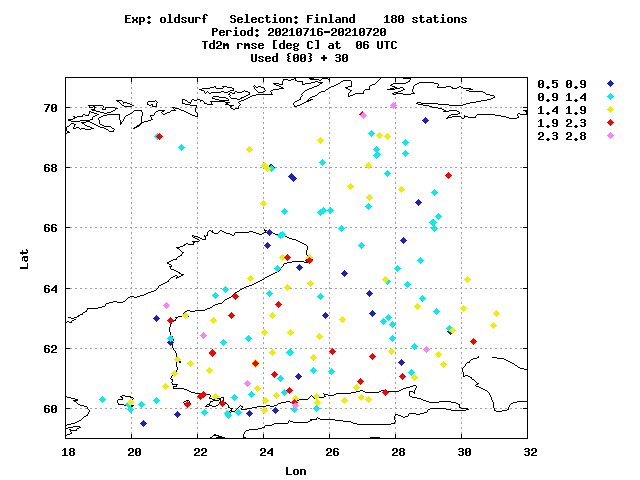 Exp: oldsurf   Selection: Finland    180 stations
Period: 20210716-20210720
Td2m rmse [deg C] at  06 UTC
Used {00} + 30
0.5 0.9
0.9 1.4
1.4 1.9
1.9 2.3
2.3 2.8
70
68
66
64
62
60
Lat
18 20 22 24 26 28 30 32
Lon